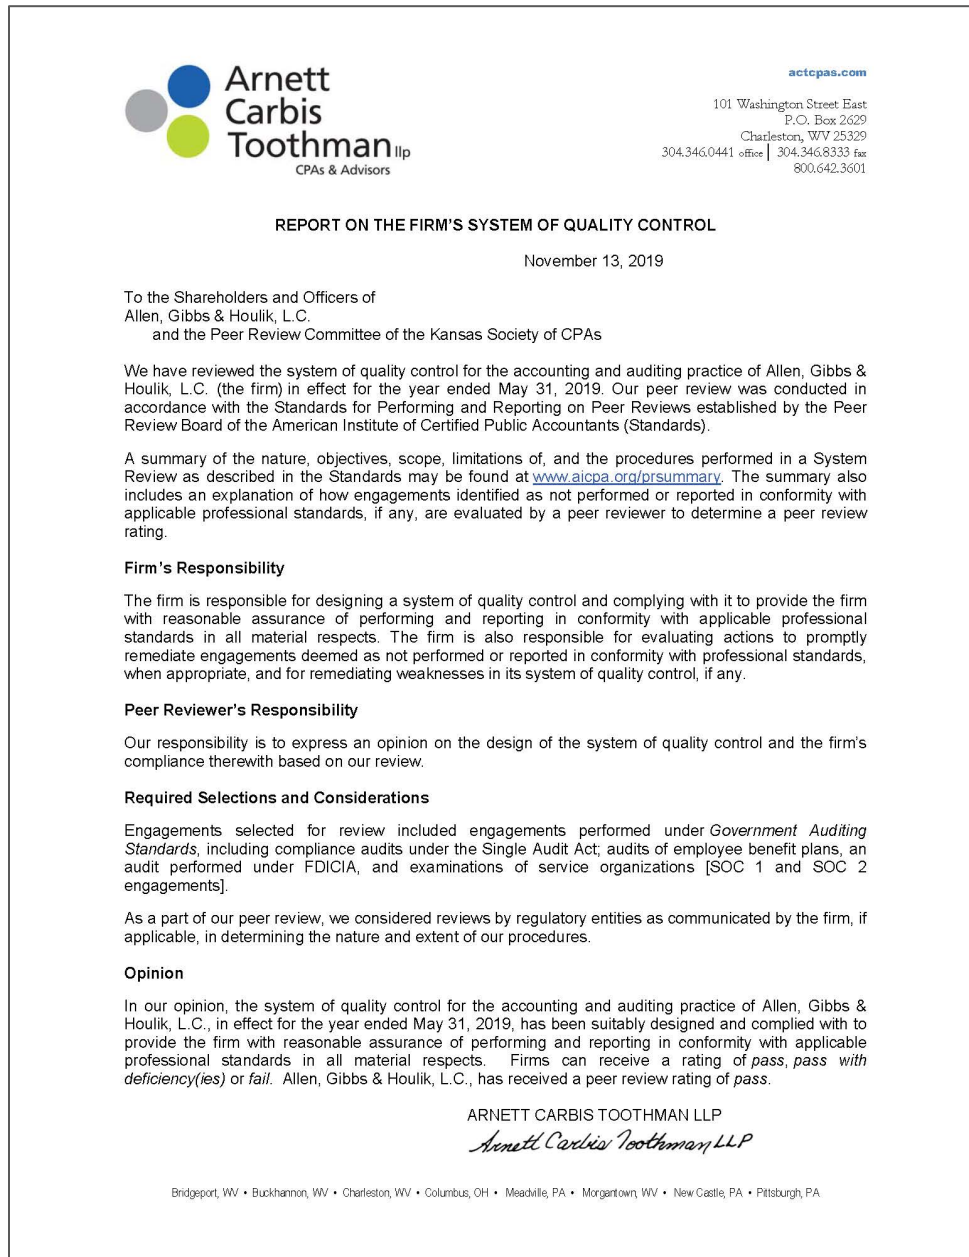 Arnett
Carbis
Toothman llp
CPAs & Advisors
actcpas.com
101 Washington Street East
P.O. Box 2629
Charleston, WV 25329
304.346.0441 office | 304.346.8333 fax
800.642.3601
REPORT ON THE FIRM'S SYSTEM OF QUALITY CONTROL
November 13, 2019
To the Shareholders and Officers of
Allen, Gibbs & Houlik, L.C.
and the Peer Review Committee of the Kansas Society of CPAs
We have reviewed the system of quality control for the accounting and auditing practice of Allen, Gibbs &
Houlik, L.C. (the firm) in effect for the year ended May 31, 2019. Our peer review was conducted in
accordance with the Standards for Performing and Reporting on Peer Reviews established by the Peer
Review Board of the American Institute of Certified Public Accountants (Standards).
A summary of the nature, objectives, scope, limitations of, and the procedures performed in a System
Review as described in the Standards may be found at www.aicpa.org/prsummary. The summary also
includes an explanation of how engagements identified as not performed or reported in conformity with
applicable professional standards, if any, are evaluated by a peer reviewer to determine a peer review
rating.
Firm's Responsibility
The firm is responsible for designing a system of quality control and complying with it to provide the firm
with reasonable assurance of performing and reporting in conformity with applicable professional
standards in all material respects. The firm is also responsible for evaluating actions to promptly
remediate engagements deemed as not performed or reported in conformity with professional standards,
when appropriate, and for remediating weaknesses in its system of quality control, if any.
Peer Reviewer's Responsibility
Our responsibility is to express an opinion on the design of the system of quality control and the firm's
compliance therewith based on our review.
Required Selections and Considerations
Engagements selected for review included engagements performed under Government Auditing
Standards, including compliance audits under the Single Audit Act; audits of employee benefit plans, an
audit performed under FDICIA, and examinations of service organizations [SOC 1 and SOC 2
engagements].
As a part of our peer review, we considered reviews by regulatory entities as communicated by the firm, if
applicable, in determining the nature and extent of our procedures.
Opinion
In our opinion, the system of quality control for the accounting and auditing practice of Allen, Gibbs &
Houlik, L.C., in effect for the year ended May 31, 2019, has been suitably designed and complied with to
provide the firm with reasonable assurance of performing and reporting in conformity with applicable
professional standards in all material respects. Firms can receive a rating of pass, pass with
deficiency(ies) or fail. Allen, Gibbs & Houlik, L.C., has received a peer review rating of pass.
ARNETT CARBIS TOOTHMAN LLP
Arnett Carbis Toothman LLP
Bridgeport, WV • Buckhannon, WV • Charleston, WV • Columbus, OH • Meadville, PA • Morgantown, WV • New Castle, PA • Pittsburgh, PA